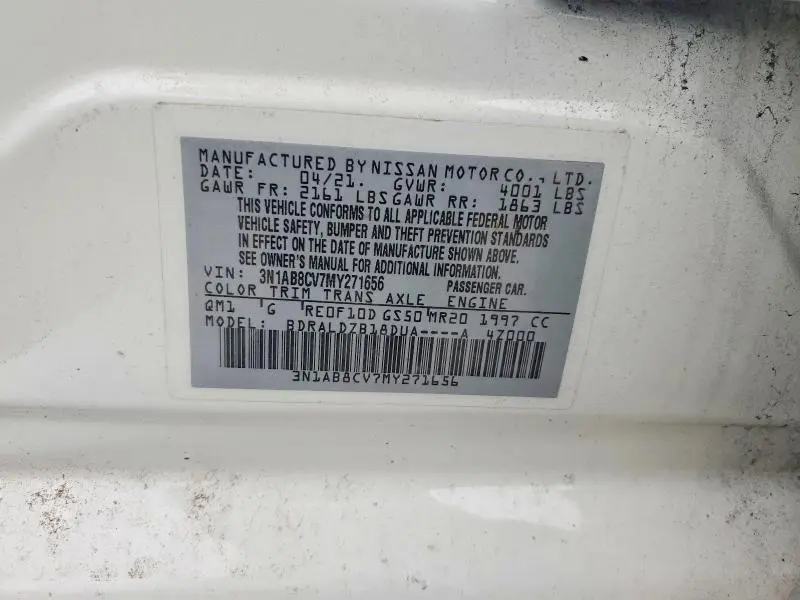 MANUFACTURED BY NISSAN MOTOR CO., LTD.
DATE: 04/21. GVWR: 4001 LBS
GAWR FR: 2161 LBS GAWR RR: 1863 LBS
THIS VEHICLE CONFORMS TO ALL APPLICABLE FEDERAL MOTOR
VEHICLE SAFETY, BUMPER AND THEFT PREVENTION STANDARDS
IN EFFECT ON THE DATE OF MANUFACTURE SHOWN ABOVE.
SEE OWNER'S MANUAL FOR ADDITIONAL INFORMATION.
VIN: 3N1AB8CV7MY271656 PASSENGER CAR.
COLOR TRIM TRANS AXLE ENGINE
QM1 'G 'RE0F10D GS50 MR20 1997 CC
MODEL: BDRALDZB18DUA----A 47000
3N1AB8CV7MY271656